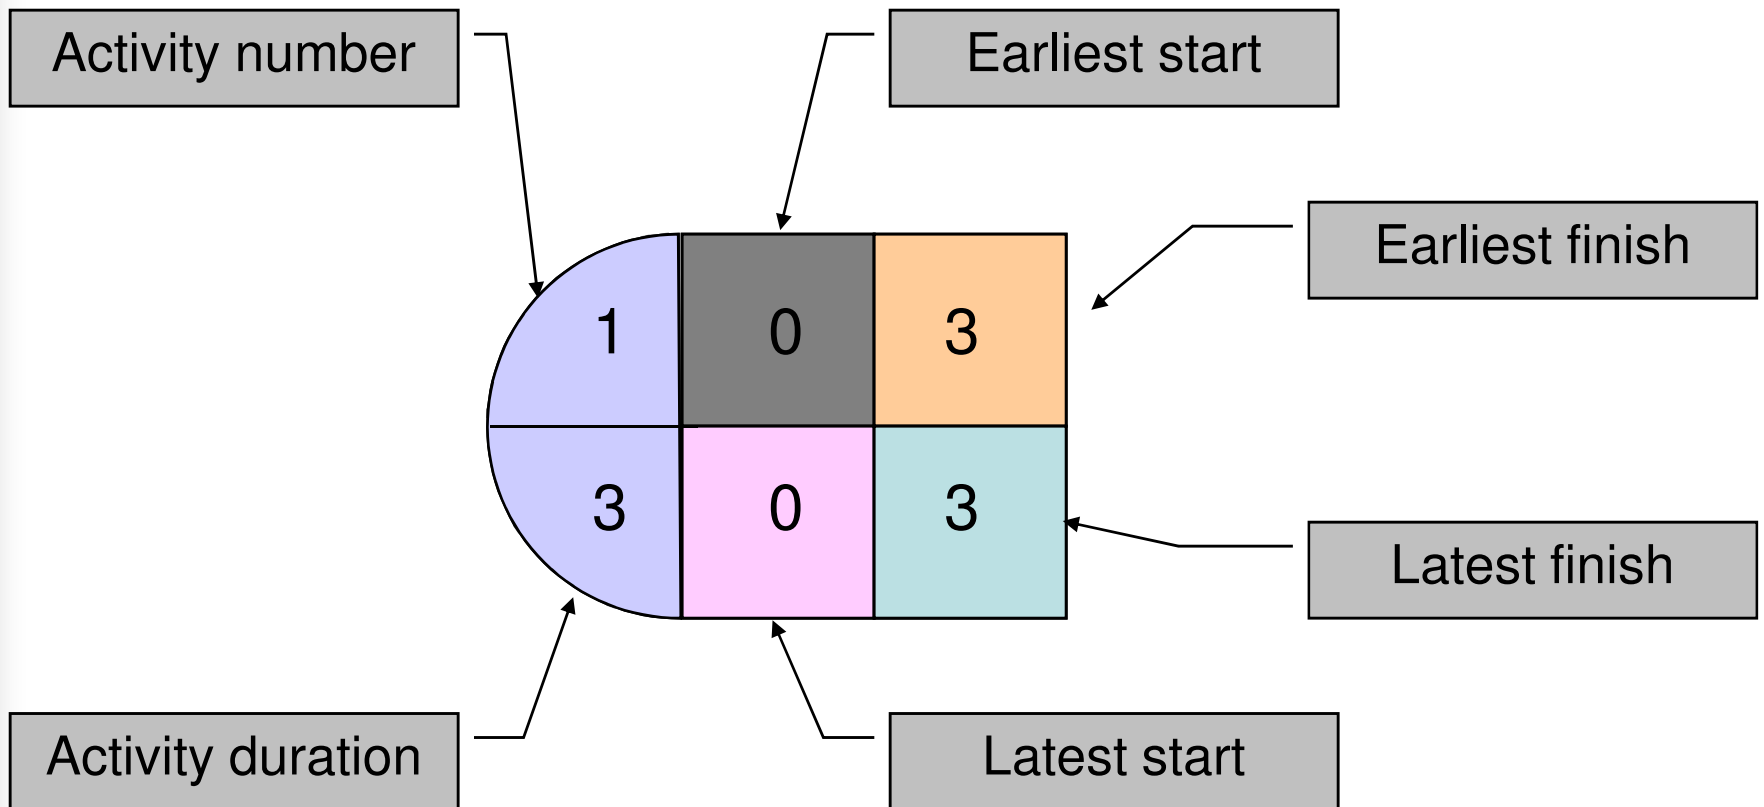 Activity number
Earliest start
Earliest finish
1 0 3
3 0 3
Latest finish
Activity duration
Latest start